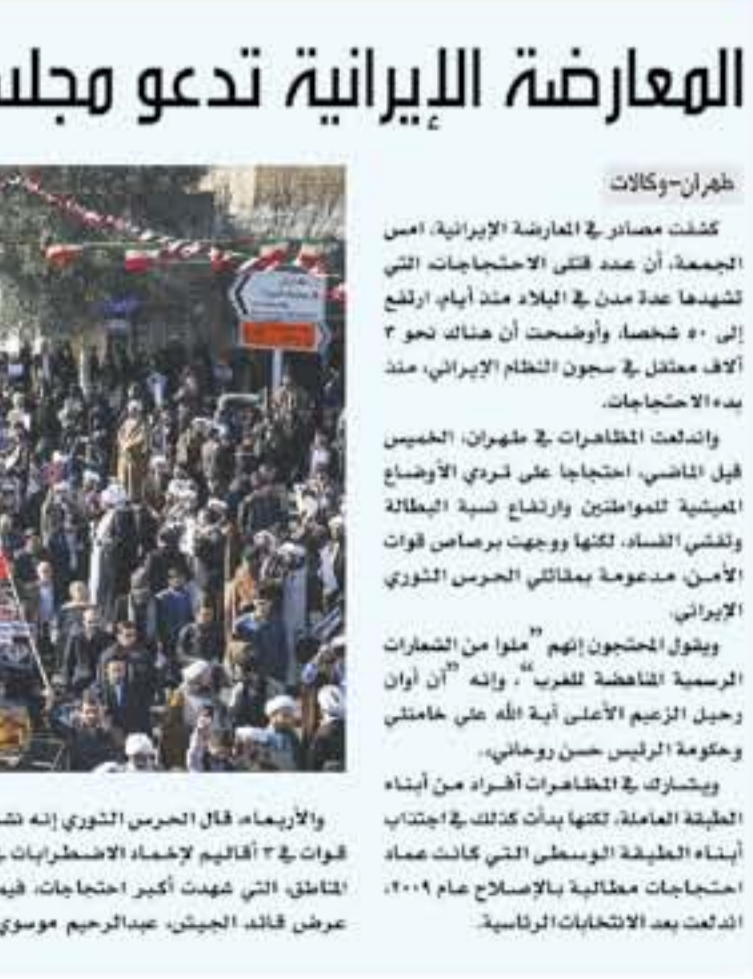 المعارضة الإيرانية تدعو مجلس
طهران-وكالات
كشفت مصادر في المعارضة الإيرانية، امس
الجمعة، أن عدد قتلى الاحتجاجات، التي
تشهدها عدة مدن في البلاد منذ أيام، ارتفع
إلى ٥٠ شخصا، وأوضحت أن هناك نحو ٣
آلاف معتقل في سجون النظام الإيراني، منذ
بدء الاحتجاجات.
واندلعت المظاهرات في طهران، الخميس
قبل الماضي، احتجاجا على تردي الأوضاع
المعيشية للمواطنين وارتفاع نسبة البطالة
وتفشي الفساد، لكنها ووجهت برصاص قوات
الأمن، مدعومة بمقاتلي الحرس الثوري
الإيراني.
ويقول المحتجون إنهم "ملوا من الشعارات
الرسمية المناهضة للغرب"، وإنه "آن أوان
رحيل الزعيم الأعلى آية الله علي خامنئي
وحكومة الرئيس حسن روحاني.
ويشارك في المظاهرات أفراد من أبناء
الطبقة العاملة، لكنها بدأت كذلك في اجتذاب
أبناء الطبقة الوسطى التي كانت عماد
احتجاجات مطالبة بالإصلاح عام ٢٠٠٩،
اندلعت بعد الانتخابات الرئاسية.
والأربعاء، قال الحرس الثوري إنه نشر
قوات في ٣ أقاليم لإخماد الاضطرابات في
المناطق، التي شهدت أكبر احتجاجات، فيما
عرض قائد الجيش، عبدالرحيم موسوي